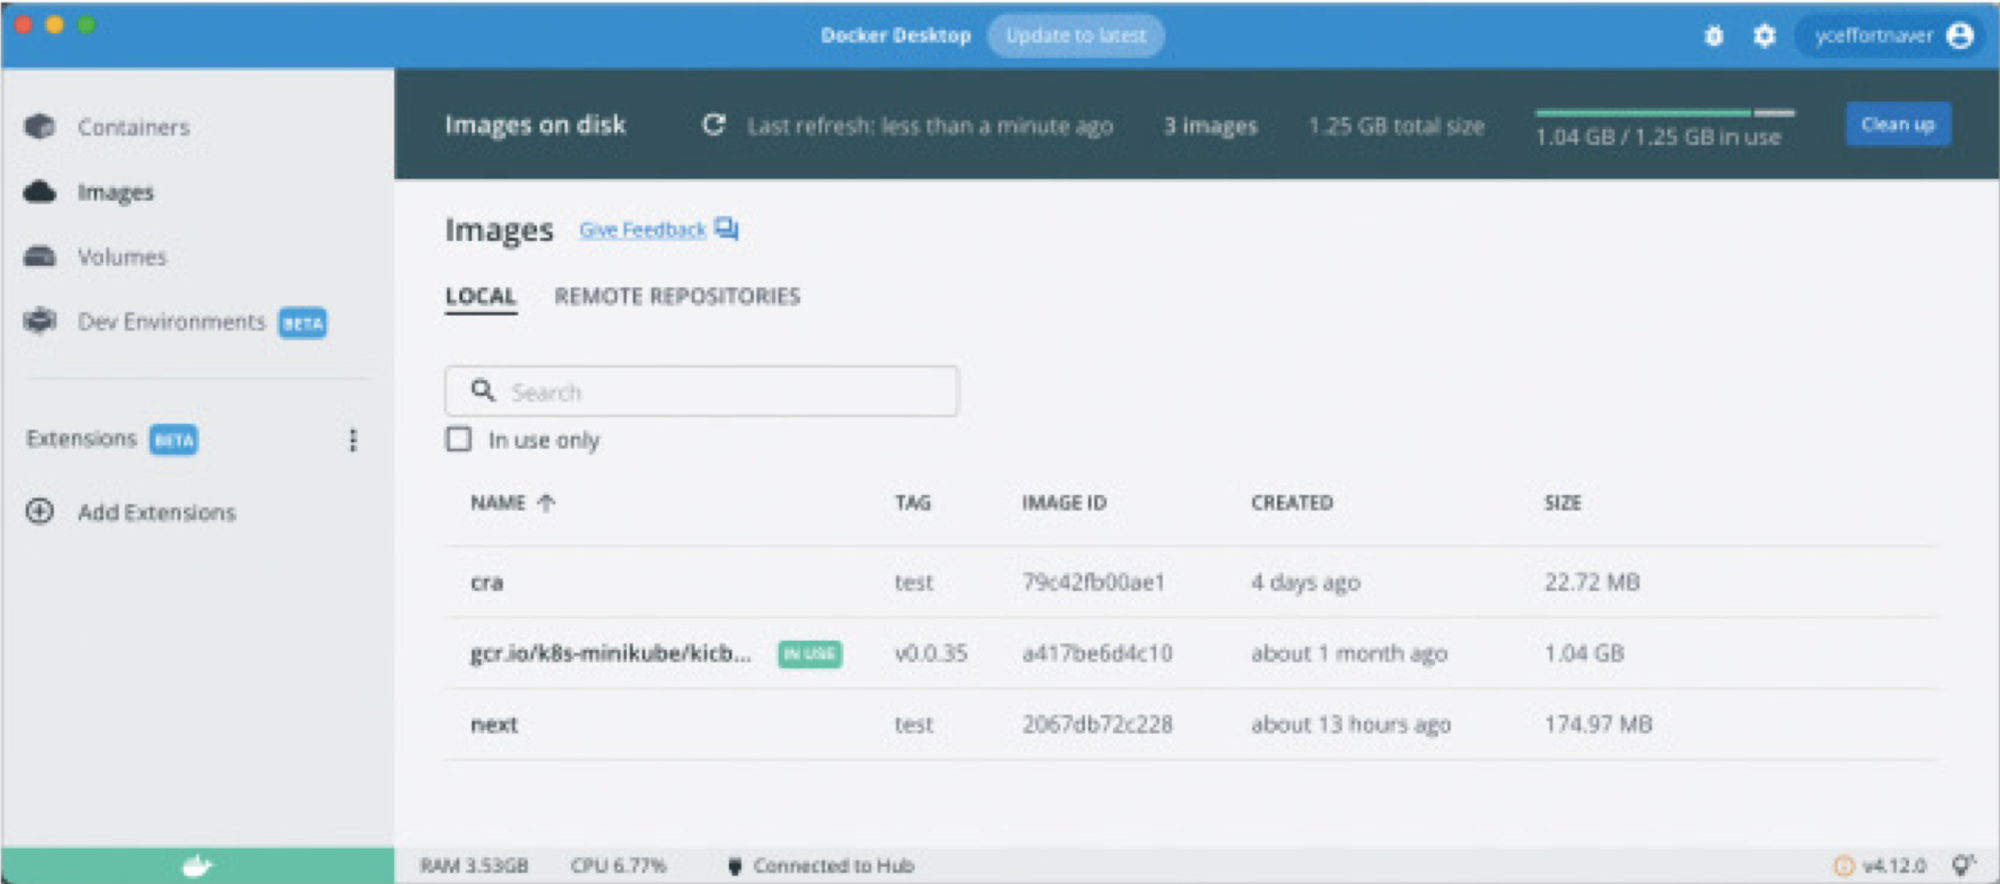 Docker Desktop Update to latest yceffortnaver
Containers
Images
Volumes
Dev Environments BETA
Extensions BETA
Add Extensions
Images on disk Last refresh: less than a minute ago 3 images 1.25 GB total size 1.04 GB / 1.25 GB in use Clean up
Images Give Feedback
LOCAL REMOTE REPOSITORIES
Search
In use only
NAME TAG IMAGE ID CREATED SIZE
cra test 79c42fb00ae1 4 days ago 22.72 MB
gcr.io/k8s-minikube/kicb... IN USE v0.0.35 a417be6d4c10 about 1 month ago 1.04 GB
next test 2067db72c228 about 13 hours ago 174.97 MB
RAM 3.53GB CPU 6.77% Connected to Hub v4.12.0